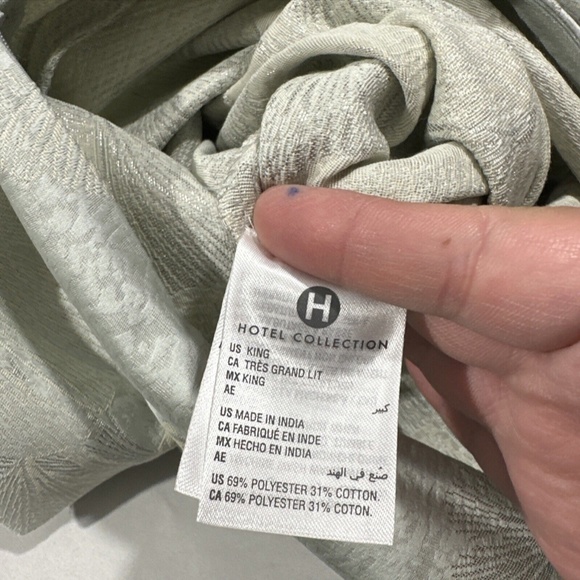 H
HOTEL COLLECTION
US KING
CA TRÈS GRAND LIT
MX KING
AE
كبير
US MADE IN INDIA
CA FABRIQUÉ EN INDE
MX HECHO EN INDIA
AE
صُنع في الهند
US 69% POLYESTER 31% COTTON.
CA 69% POLYESTER 31% COTON.